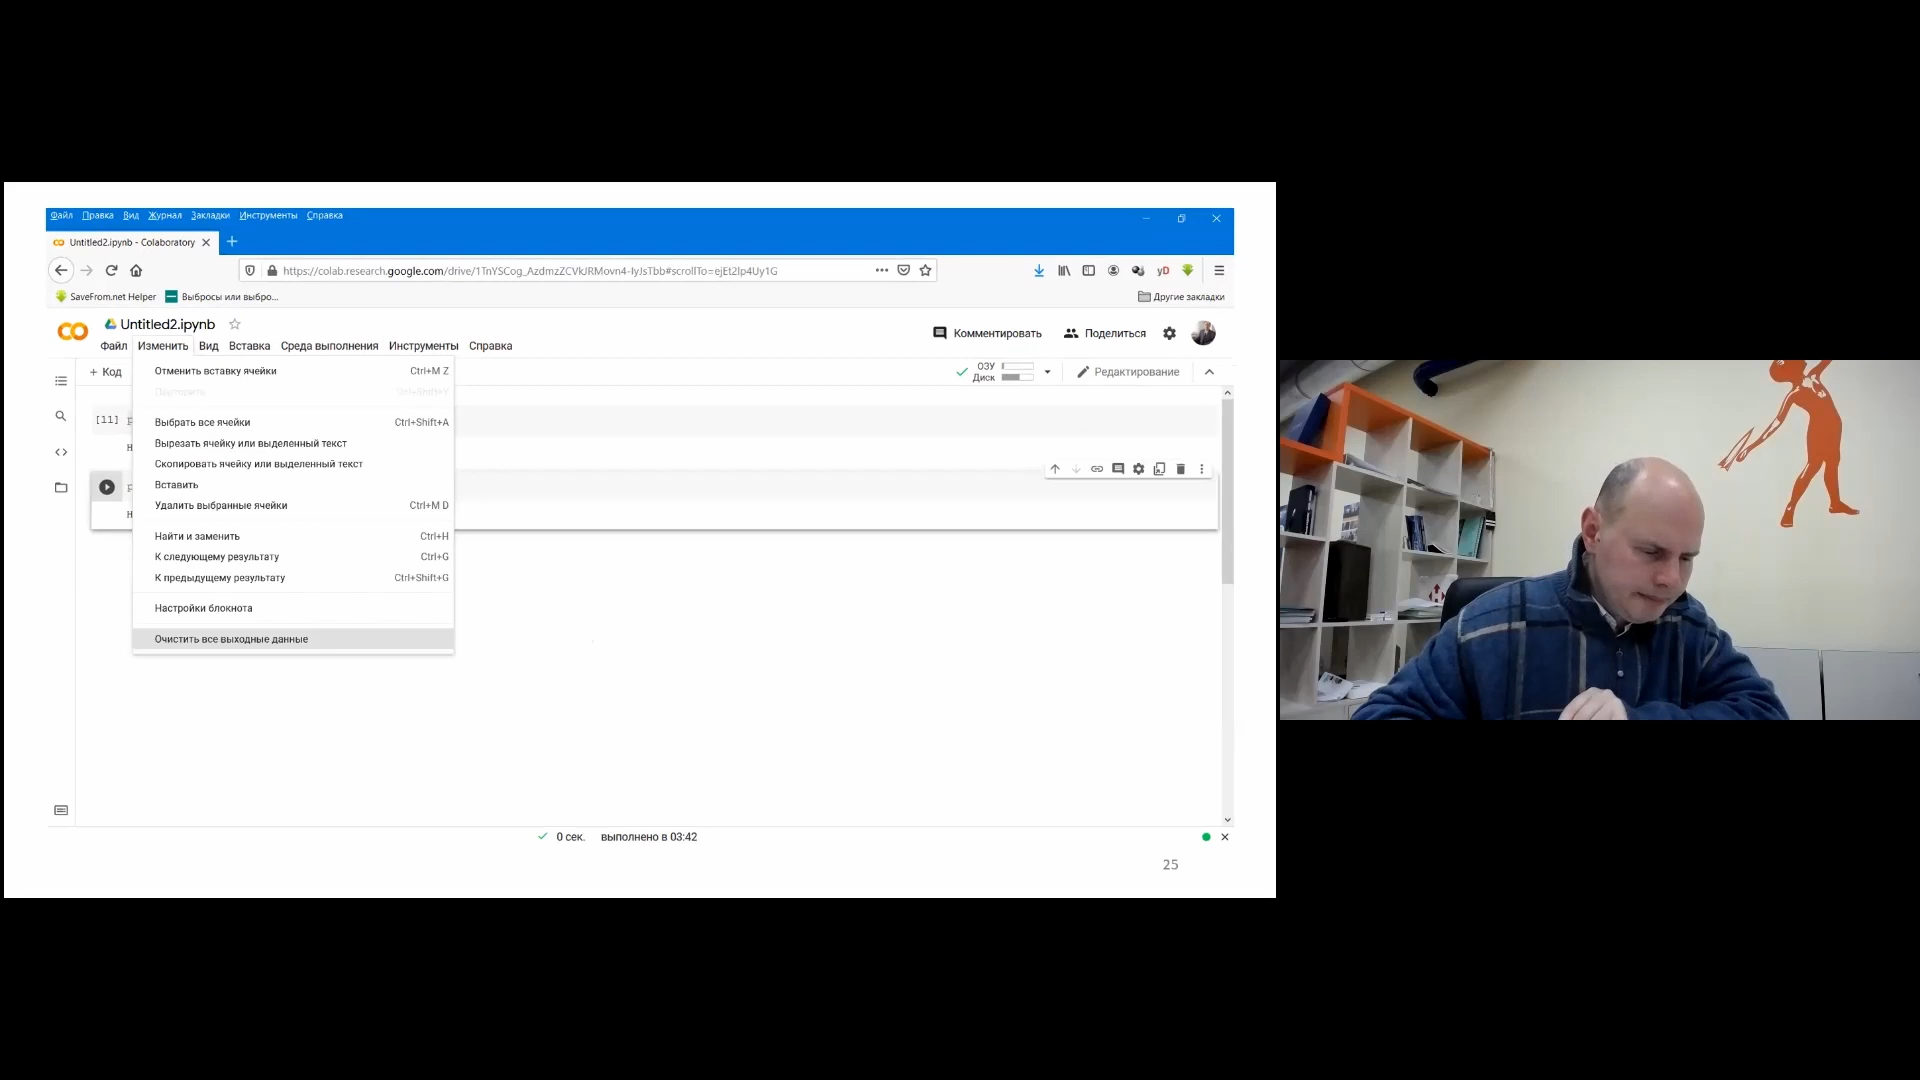 Файл Правка Вид Журнал Закладки Инструменты Справка
Untitled2.ipynb - Colaboratory
https://colab.research.google.com/drive/1TnYSCog_AzdmzZCVkJRMovn4-IyJsTbb#scrollTo=ejEt2lp4Uy1G
SaveFrom.net Helper Выбросы или выбро... Другие закладки
Untitled2.ipynb
Комментировать Поделиться
Файл Изменить Вид Вставка Среда выполнения Инструменты Справка
+ Код
ОЗУ
Диск
Редактирование
Отменить вставку ячейки Ctrl+M Z
Повторить Ctrl+Shift+Y
[11]
Выбрать все ячейки Ctrl+Shift+A
Вырезать ячейку или выделенный текст
Скопировать ячейку или выделенный текст
Вставить
Удалить выбранные ячейки Ctrl+M D
Найти и заменить Ctrl+H
К следующему результату Ctrl+G
К предыдущему результату Ctrl+Shift+G
Настройки блокнота
Очистить все выходные данные
0 сек. выполнено в 03:42
25